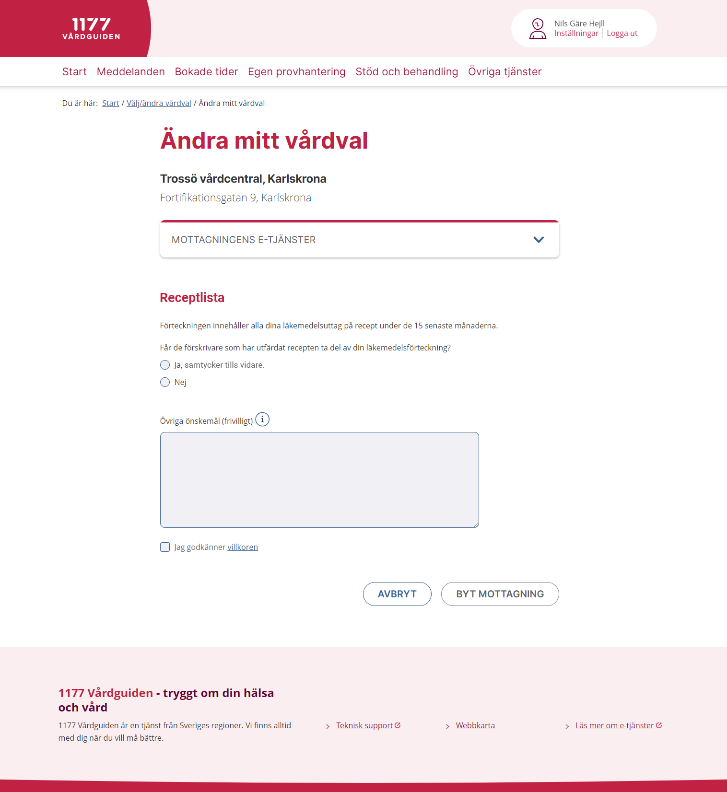 1177
VÅRDGUIDEN
Nils Gäre Hejll
Inställningar | Logga ut
Start Meddelanden Bokade tider Egen provhantering Stöd och behandling Övriga tjänster
Du är här: Start / Välj/ändra vårdval / Ändra mitt vårdval
Ändra mitt vårdval
Trossö vårdcentral, Karlskrona
Fortifikationsgatan 9, Karlskrona
MOTTAGNINGENS E-TJÄNSTER
Receptlista
Förteckningen innehåller alla dina läkemedelsuttag på recept under de 15 senaste månaderna.
Får de förskrivare som har utfärdat recepten ta del av din läkemedelsförteckning?
Ja, samtycker tills vidare.
Nej
Övriga önskemål (frivilligt) i
Jag godkänner villkoren
AVBRYT BYT MOTTAGNING
1177 Vårdguiden - tryggt om din hälsa
och vård
1177 Vårdguiden är en tjänst från Sveriges regioner. Vi finns alltid
med dig när du vill må bättre.
Teknisk support Webbkarta Läs mer om e-tjänster